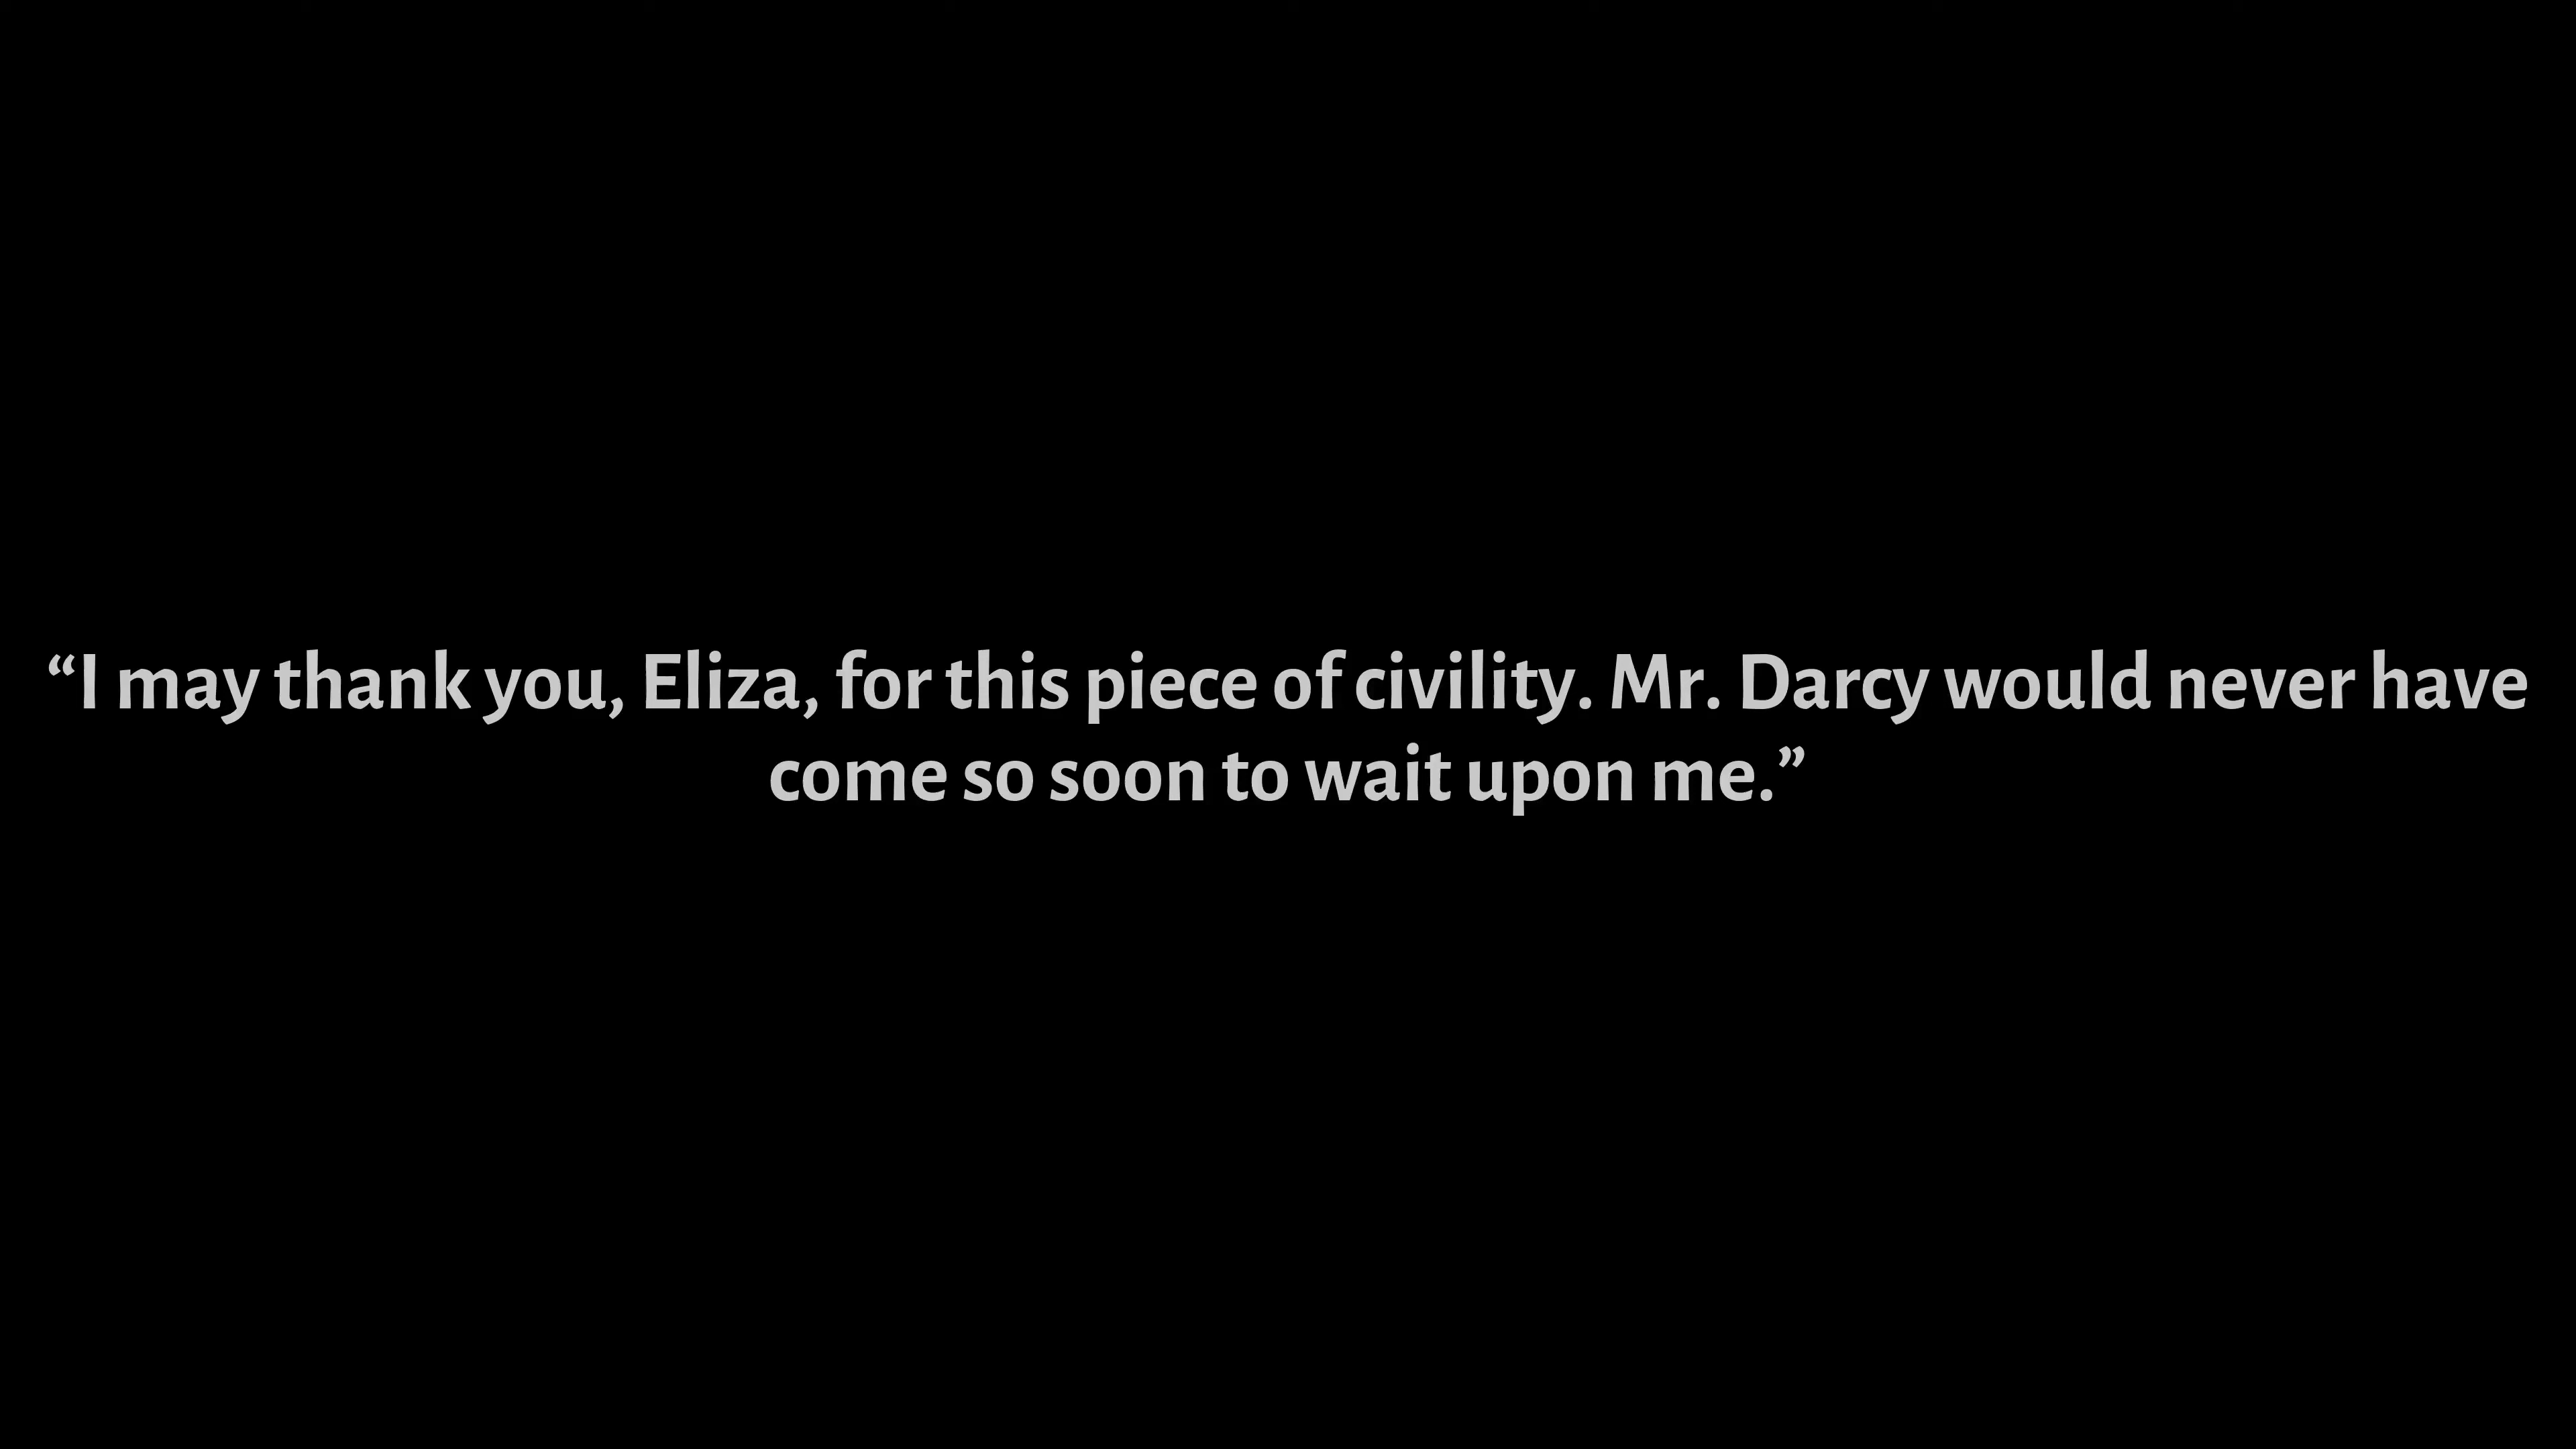 “I may thank you, Eliza, for this piece of civility. Mr. Darcy would never have
come so soon to wait upon me.”